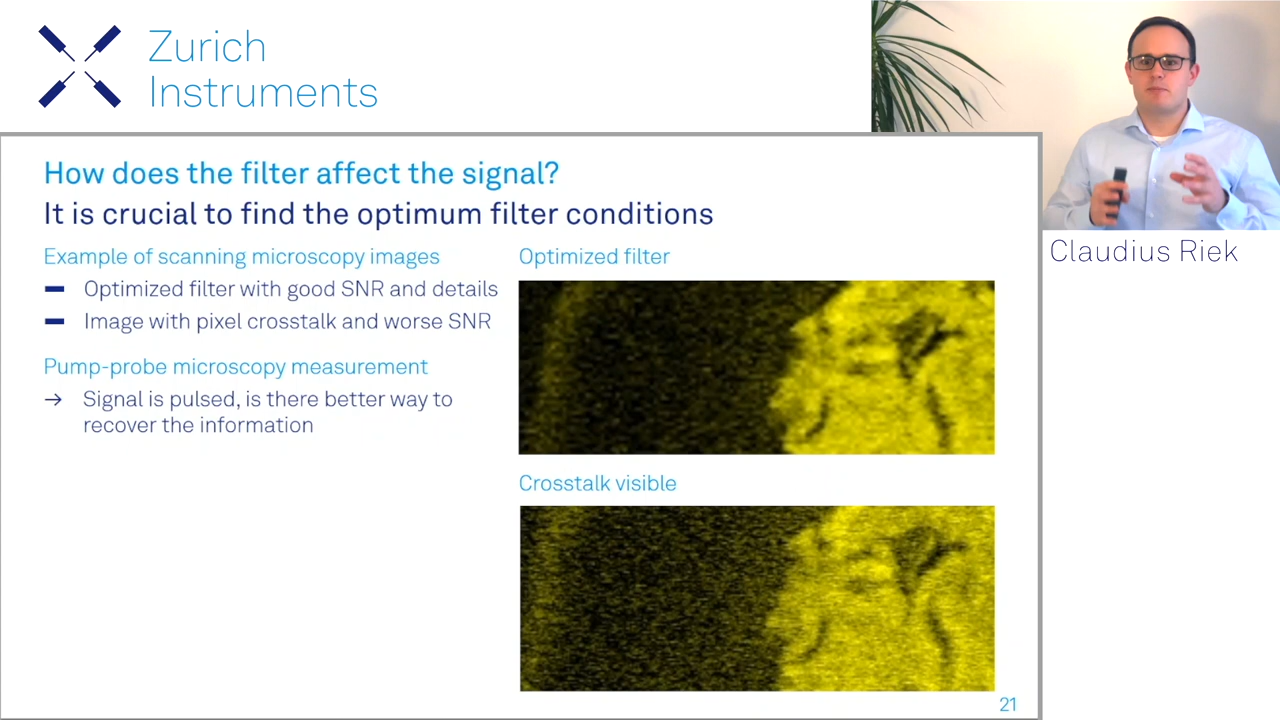 Zurich
Instruments
How does the filter affect the signal?
It is crucial to find the optimum filter conditions
Example of scanning microscopy images
Optimized filter with good SNR and details
Image with pixel crosstalk and worse SNR
Pump-probe microscopy measurement
→ Signal is pulsed, is there better way to
recover the information
Optimized filter
Crosstalk visible
21
Claudius Riek